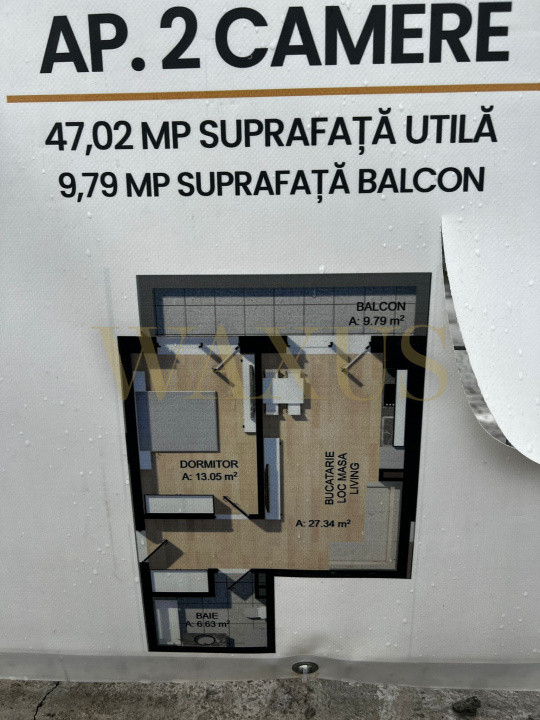 AP. 2 CAMERE
47,02 MP SUPRAFAȚĂ UTILĂ
9,79 MP SUPRAFAȚĂ BALCON
BALCON
A: 9.79 m²
WAXUS
DORMITOR
A: 13.05 m²
BUCATARIE
LOC MASA
LIVING
A: 27.34 m²
BAIE
A: 6.63 m²